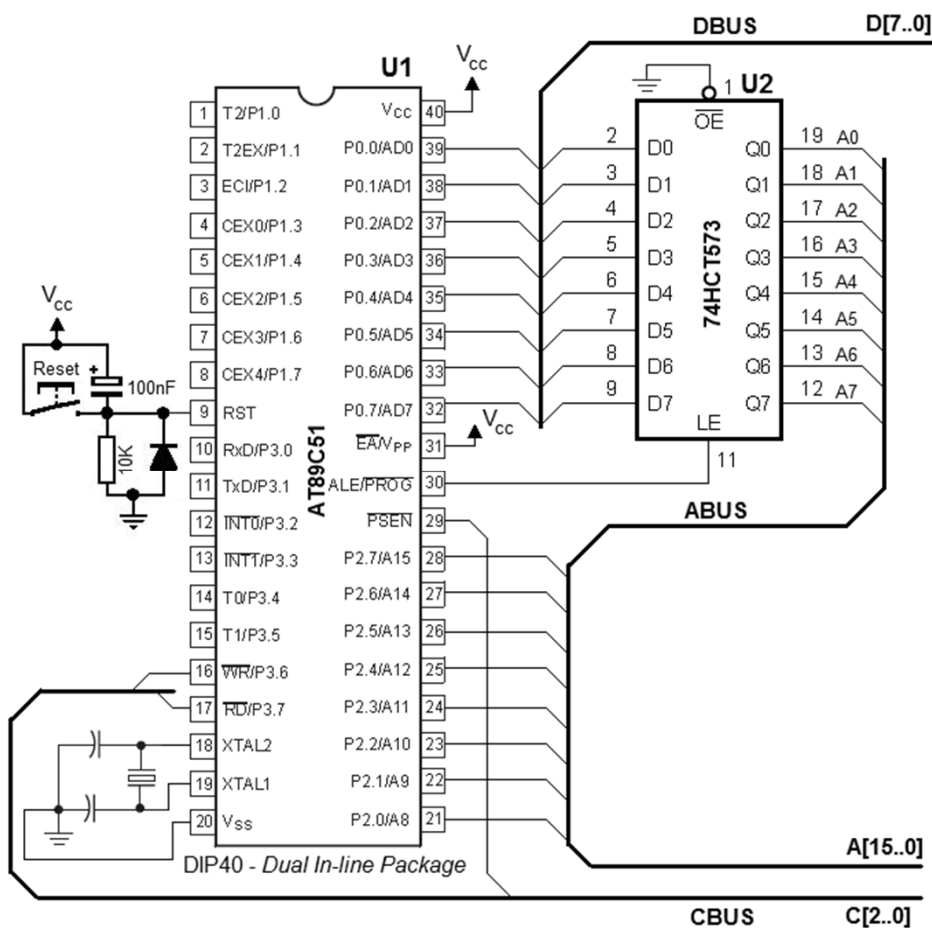 DBUS
D[7..0]
Vcc
U1
U2
1
OE
1 T2/P1.0
2 T2EX/P1.1
3 ECI/P1.2
4 CEX0/P1.3
5 CEX1/P1.4
6 CEX2/P1.5
7 CEX3/P1.6
8 CEX4/P1.7
9 RST
10 RxD/P3.0
11 TxD/P3.1
12 INT0/P3.2
13 INT1/P3.3
14 T0/P3.4
15 T1/P3.5
16 WR/P3.6
17 RD/P3.7
18 XTAL2
19 XTAL1
20 Vss
Vcc 40
P0.0/AD0 39
P0.1/AD1 38
P0.2/AD2 37
P0.3/AD3 36
P0.4/AD4 35
P0.5/AD5 34
P0.6/AD6 33
P0.7/AD7 32
EA/VPP 31
ALE/PROG 30
PSEN 29
P2.7/A15 28
P2.6/A14 27
P2.5/A13 26
P2.4/A12 25
P2.3/A11 24
P2.2/A10 23
P2.1/A9 22
P2.0/A8 21
AT89C51
Vcc
Vcc
Reset
+
100nF
10K
2 D0
3 D1
4 D2
5 D3
6 D4
7 D5
8 D6
9 D7
74HCT573
Q0 19 A0
Q1 18 A1
Q2 17 A2
Q3 16 A3
Q4 15 A4
Q5 14 A5
Q6 13 A6
Q7 12 A7
LE
11
ABUS
DIP40 - Dual In-line Package
A[15..0]
CBUS
C[2..0]